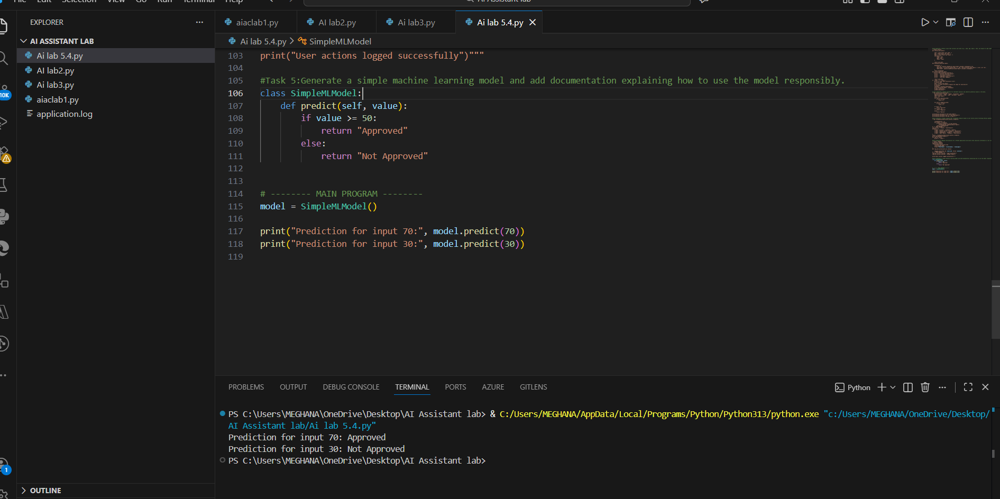 File Edit Selection View Go Run Terminal Help
AI Assistant lab
EXPLORER
AI ASSISTANT LAB
Ai lab 5.4.py
AI lab2.py
Ai lab3.py
aiaclab1.py
application.log
10K
1
OUTLINE
aiaclab1.py AI lab2.py Ai lab3.py Ai lab 5.4.py
Ai lab 5.4.py > SimpleMLModel
103 print("User actions logged successfully")"""
104
105 #Task 5:Generate a simple machine learning model and add documentation explaining how to use the model responsibly.
106 class SimpleMLModel:
107 def predict(self, value):
108 if value >= 50:
109 return "Approved"
110 else:
111 return "Not Approved"
112
113
114 # -------- MAIN PROGRAM --------
115 model = SimpleMLModel()
116
117 print("Prediction for input 70:", model.predict(70))
118 print("Prediction for input 30:", model.predict(30))
119
PROBLEMS OUTPUT DEBUG CONSOLE TERMINAL PORTS AZURE GITLENS
Python
PS C:\Users\MEGHANA\OneDrive\Desktop\AI Assistant lab> & C:/Users/MEGHANA/AppData/Local/Programs/Python/Python313/python.exe "c:/Users/MEGHANA/OneDrive/Desktop/
AI Assistant lab/Ai lab 5.4.py"
Prediction for input 70: Approved
Prediction for input 30: Not Approved
PS C:\Users\MEGHANA\OneDrive\Desktop\AI Assistant lab>